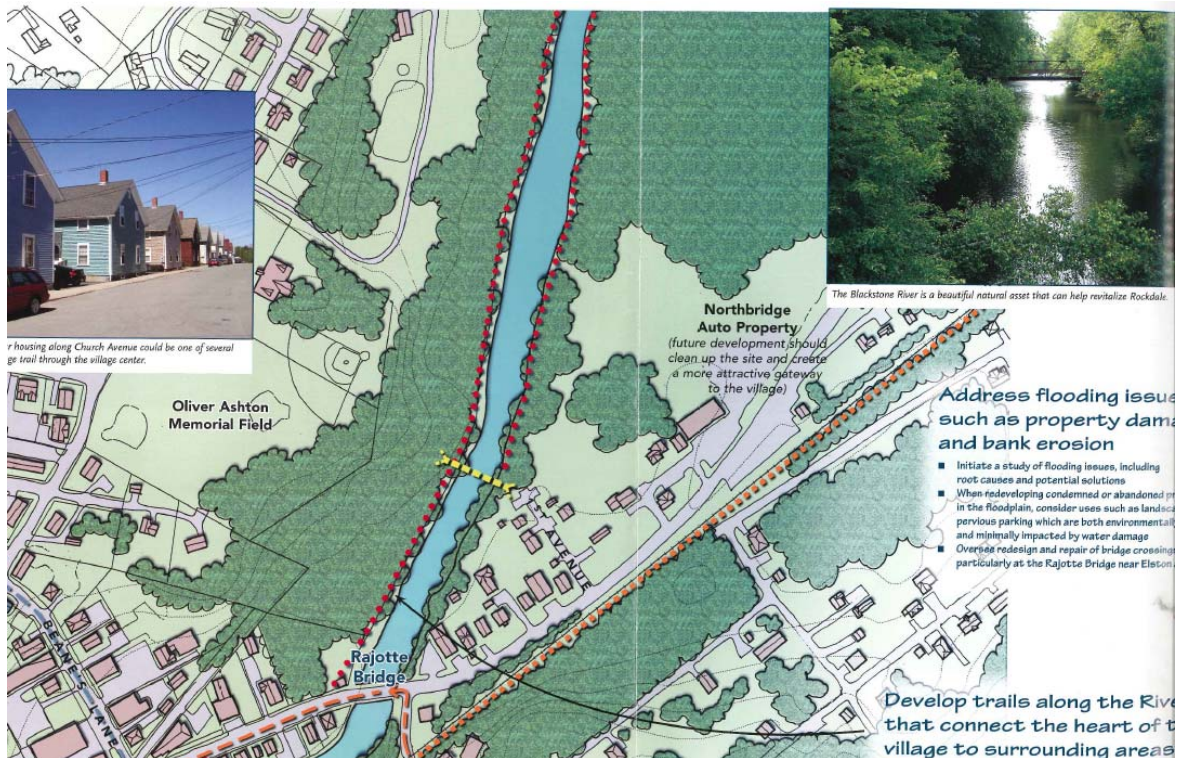 r housing along Church Avenue could be one of several
ge trail through the village center.
The Blackstone River is a beautiful natural asset that can help revitalize Rockdale.
Northbridge
Auto Property
(future development should
clean up the site and create
a more attractive gateway
to the village)
Oliver Ashton
Memorial Field
Address flooding issue
such as property dama
and bank erosion
■ Initiate a study of flooding issues, including
root causes and potential solutions
■ When redeveloping condemned or abandoned pr
in the floodplain, consider uses such as landsca
pervious parking which are both environmentall
and minimally impacted by water damage
■ Oversee redesign and repair of bridge crossings
particularly at the Rajotte Bridge near Elston
AVENUE
BEANE'S LANE
Rajotte
Bridge
Develop trails along the Rive
that connect the heart of t
village to surrounding areas